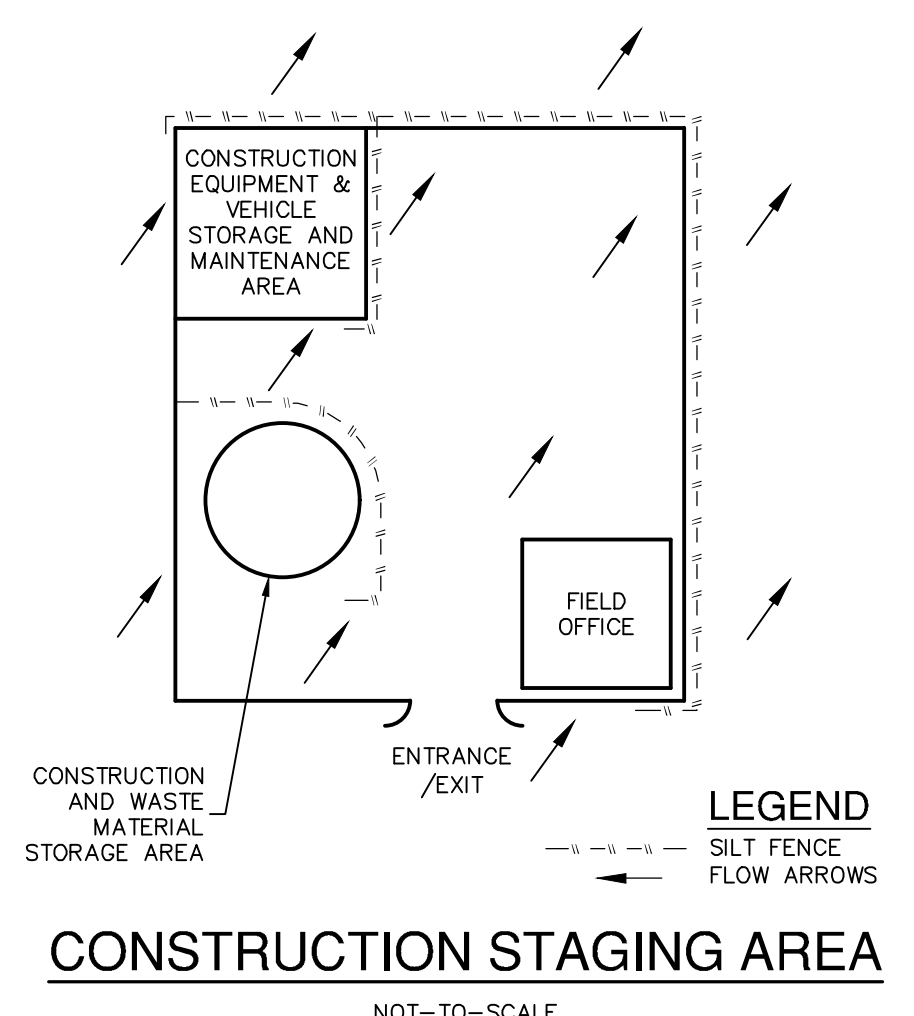 CONSTRUCTION
EQUIPMENT &
VEHICLE
STORAGE AND
MAINTENANCE
AREA
FIELD
OFFICE
ENTRANCE
/EXIT
CONSTRUCTION
AND WASTE
MATERIAL
STORAGE AREA
LEGEND
SILT FENCE
FLOW ARROWS
CONSTRUCTION STAGING AREA
NOT-TO-SCALE